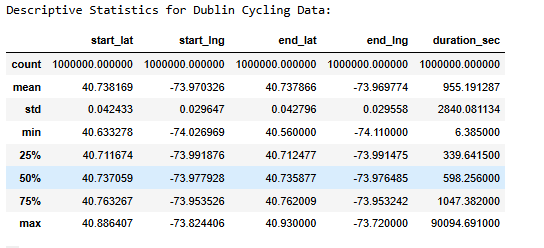 Descriptive Statistics for Dublin Cycling Data:
start_lat start_lng end_lat end_lng duration_sec
count 1000000.000000 1000000.000000 1000000.000000 1000000.000000 1000000.000000
mean 40.738169 -73.970326 40.737866 -73.969774 955.191287
std 0.042433 0.029647 0.042796 0.029558 2840.081134
min 40.633278 -74.026969 40.560000 -74.110000 6.385000
25% 40.711674 -73.991876 40.712477 -73.991475 339.641500
50% 40.737059 -73.977928 40.735877 -73.976485 598.256000
75% 40.763267 -73.953526 40.762009 -73.953242 1047.382000
max 40.886407 -73.824406 40.930000 -73.720000 90094.691000